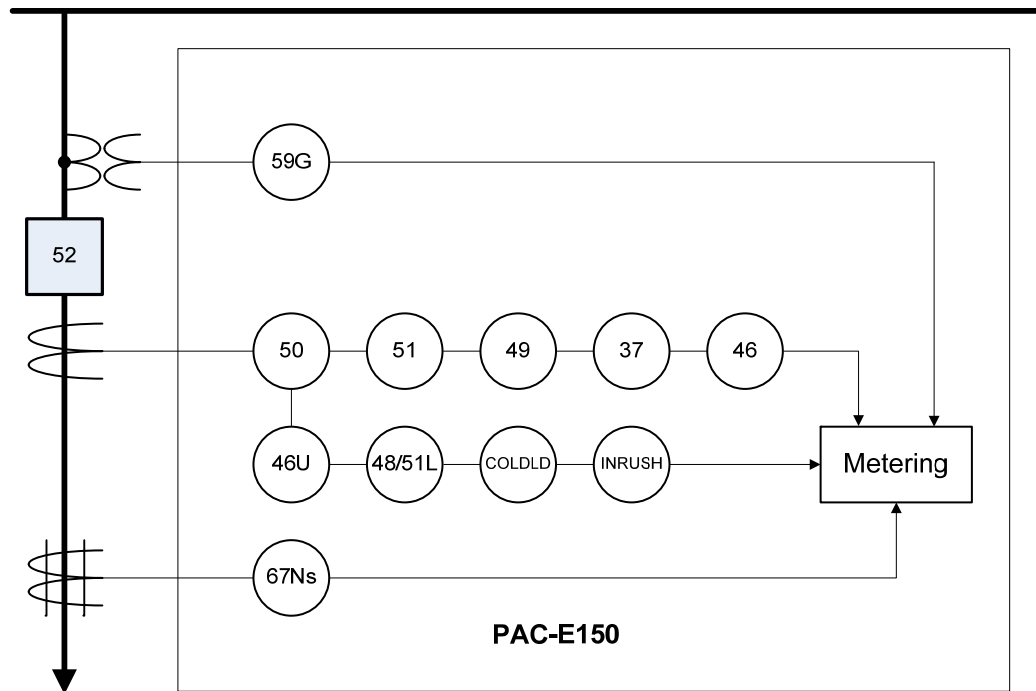 59G
52
50
51
49
37
46
46U
48/51L
COLDLD
INRUSH
Metering
67Ns
PAC-E150